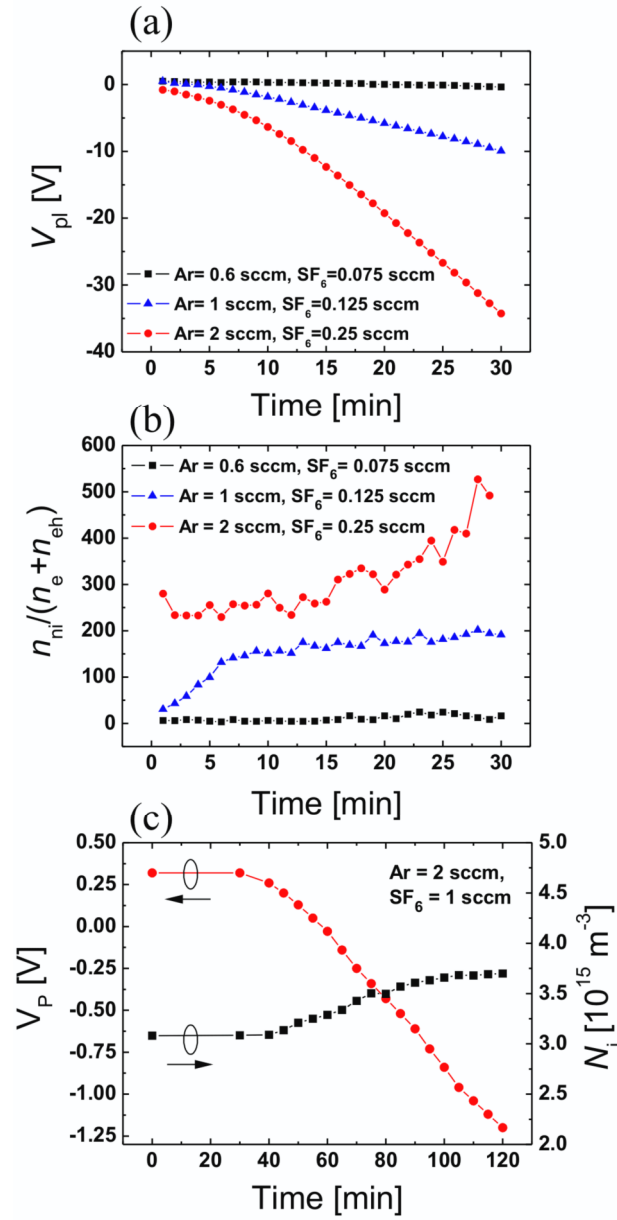 (a)
0
-10
-20
-30
-40
V_pl [V]
Ar= 0.6 sccm, SF₆=0.075 sccm
Ar= 1 sccm, SF₆=0.125 sccm
Ar= 2 sccm, SF₆=0.25 sccm
0 5 10 15 20 25 30
Time [min]
(b)
600
500
400
300
200
100
0
n_ni/(n_e+n_eh)
Ar = 0.6 sccm, SF₆= 0.075 sccm
Ar = 1 sccm, SF₆= 0.125 sccm
Ar = 2 sccm, SF₆= 0.25 sccm
0 5 10 15 20 25 30
Time [min]
(c)
0.50
0.25
0.00
-0.25
-0.50
-0.75
-1.00
-1.25
V_P [V]
Ar = 2 sccm,
SF₆ = 1 sccm
5.0
4.5
4.0
3.5
3.0
2.5
2.0
N_i [10¹⁵ m⁻³]
0 20 40 60 80 100 120
Time [min]